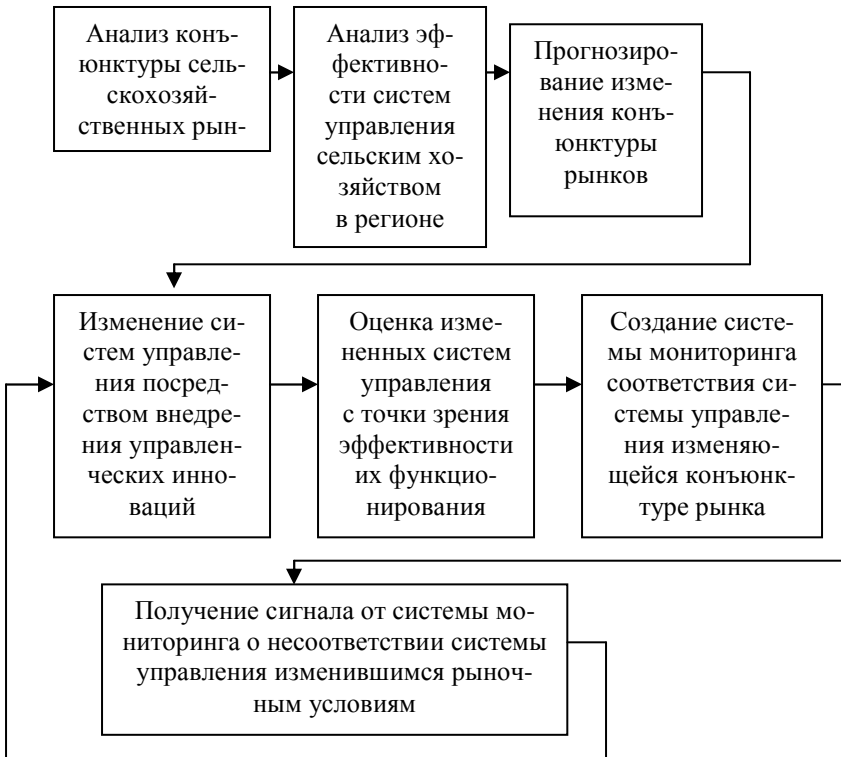 Анализ конъ-
юнктуры сель-
скохозяй-
ственных рын-
Анализ эф-
фективно-
сти систем
управления
сельским хо-
зяйством
в регионе
Прогнозиро-
вание изме-
нения конъ-
юнктуры
рынков
Изменение си-
стем управле-
ния посред-
ством внедре-
ния управлен-
ческих инно-
ваций
Оценка изме-
ненных систем
управления
с точки зрения
эффективности
их функцио-
нирования
Создание систе-
мы мониторинга
соответствия си-
стемы управле-
ния изменяю-
щейся конъюнк-
туре рынка
Получение сигнала от системы мо-
ниторинга о несоответствии системы
управления изменившимся рыноч-
ным условиям